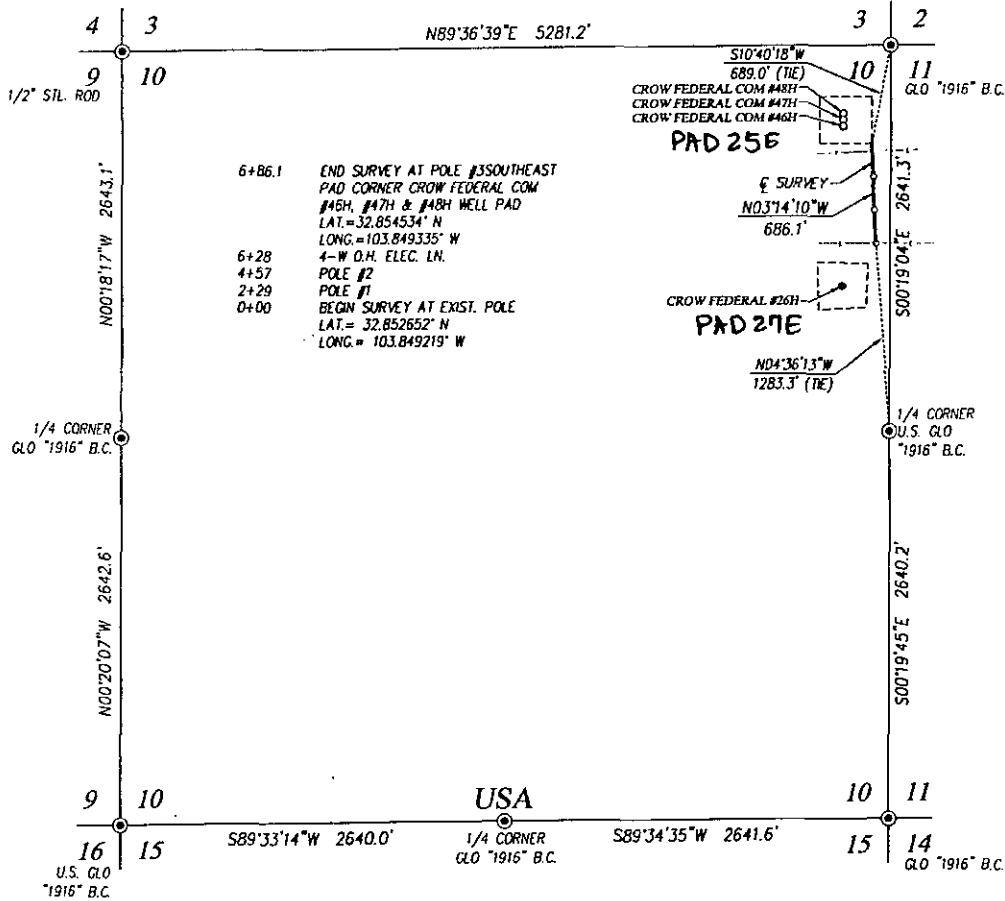 4 3
N89°36'39"E 5281.2'
3 2
9 10
10 11
1/2" STL. ROD
GLO "1916" B.C.
S10°40'18"W
689.0' (TIE)
CROW FEDERAL COM #48H
CROW FEDERAL COM #47H
CROW FEDERAL COM #46H
PAD 25E
N00°18'17"W 2643.1'
6+86.1 END SURVEY AT POLE #3SOUTHEAST
PAD CORNER CROW FEDERAL COM
#46H, #47H & #48H WELL PAD
LAT.=32.854534° N
LONG.=103.849335° W
6+28 4-W O.H. ELEC. LN.
4+57 POLE #2
2+29 POLE #1
0+00 BEGIN SURVEY AT EXIST. POLE
LAT.= 32.852652° N
LONG.= 103.849219° W
℄ SURVEY
N03°14'10"W
686.1'
S00°19'04"E 2641.3'
CROW FEDERAL #26H
PAD 27E
N04°36'13"W
1283.3' (TIE)
1/4 CORNER
GLO "1916" B.C.
1/4 CORNER
U.S. GLO
"1916" B.C.
N00°20'07"W 2642.6'
S00°19'45"E 2640.2'
9 10
USA
10 11
S89°33'14"W 2640.0'
1/4 CORNER
GLO "1916" B.C.
S89°34'35"W 2641.6'
16 15
15 14
U.S. GLO
"1916" B.C.
GLO "1916" B.C.